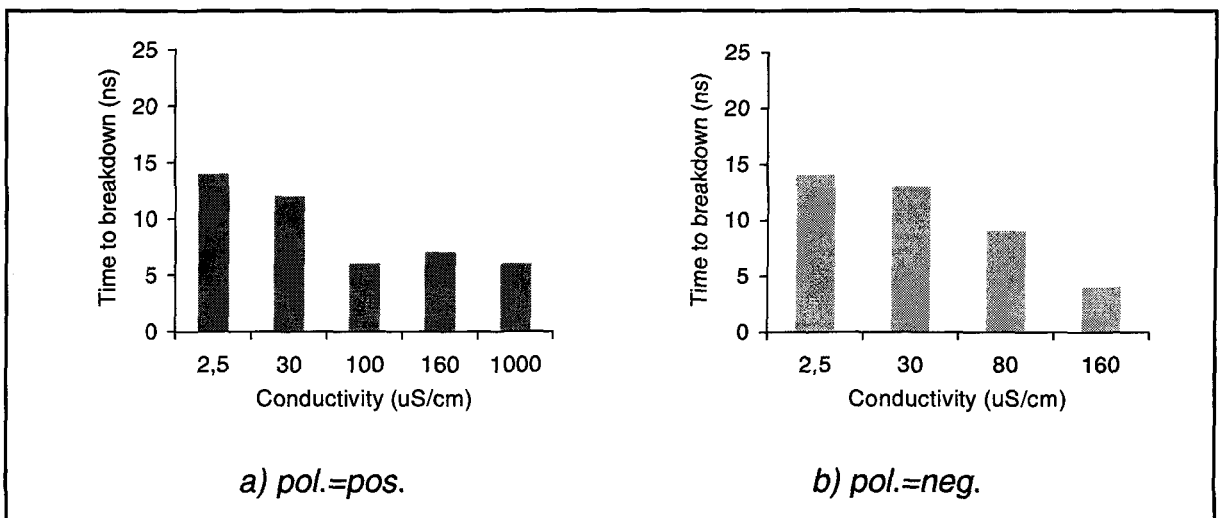 25
20
15
10
5
0
Time to breakdown (ns)
2,5 30 100 160 1000
Conductivity (uS/cm)
a) pol.=pos.
25
20
15
10
5
0
Time to breakdown (ns)
2,5 30 80 160
Conductivity (uS/cm)
b) pol.=neg.